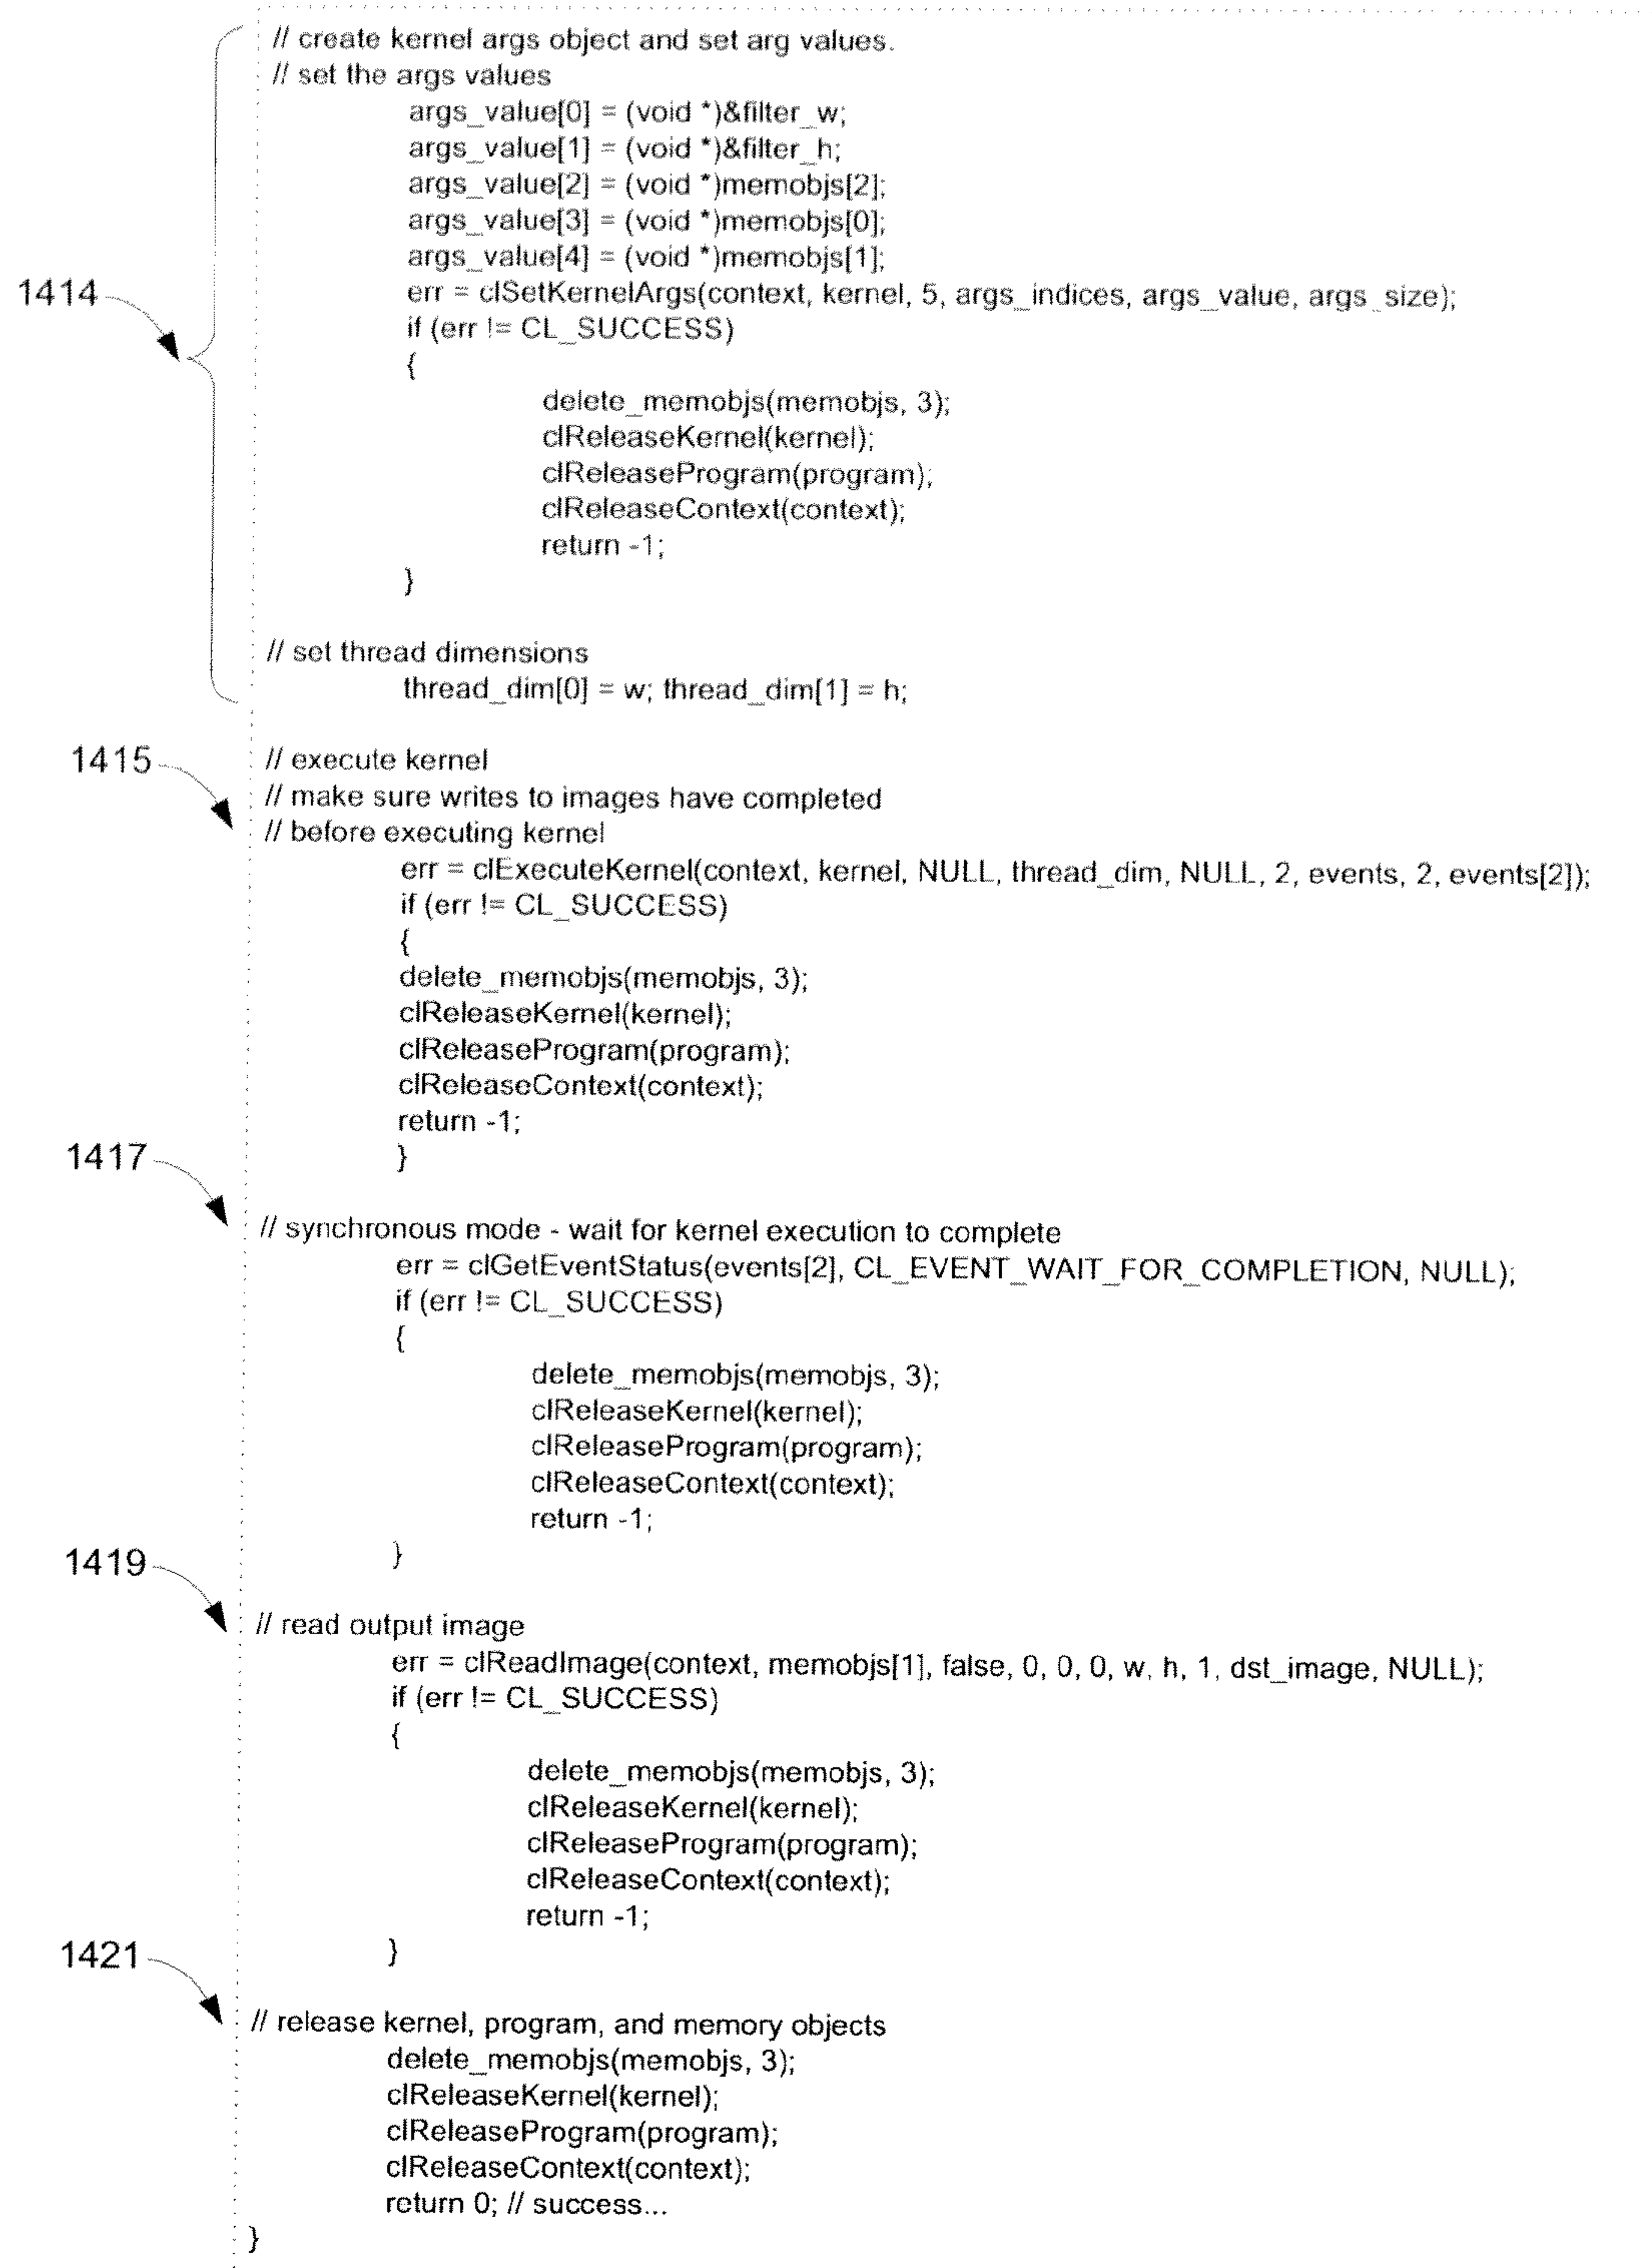 // create kernel args object and set arg values.
// set the args values
args_value[0] = (void *)&filter_w;
args_value[1] = (void *)&filter_h;
args_value[2] = (void *)memobjs[2];
args_value[3] = (void *)memobjs[0];
args_value[4] = (void *)memobjs[1];
1414
err = clSetKernelArgs(context, kernel, 5, args_indices, args_value, args_size);
if (err != CL_SUCCESS)
{
delete_memobjs(memobjs, 3);
clReleaseKernel(kernel);
clReleaseProgram(program);
clReleaseContext(context);
return -1;
}
// set thread dimensions
thread_dim[0] = w; thread_dim[1] = h;
1415
// execute kernel
// make sure writes to images have completed
// before executing kernel
err = clExecuteKernel(context, kernel, NULL, thread_dim, NULL, 2, events, 2, events[2]);
if (err != CL_SUCCESS)
{
delete_memobjs(memobjs, 3);
clReleaseKernel(kernel);
clReleaseProgram(program);
clReleaseContext(context);
return -1;
}
1417
// synchronous mode - wait for kernel execution to complete
err = clGetEventStatus(events[2], CL_EVENT_WAIT_FOR_COMPLETION, NULL);
if (err != CL_SUCCESS)
{
delete_memobjs(memobjs, 3);
clReleaseKernel(kernel);
clReleaseProgram(program);
clReleaseContext(context);
return -1;
}
1419
// read output image
err = clReadImage(context, memobjs[1], false, 0, 0, 0, w, h, 1, dst_image, NULL);
if (err != CL_SUCCESS)
{
delete_memobjs(memobjs, 3);
clReleaseKernel(kernel);
clReleaseProgram(program);
clReleaseContext(context);
return -1;
}
1421
// release kernel, program, and memory objects
delete_memobjs(memobjs, 3);
clReleaseKernel(kernel);
clReleaseProgram(program);
clReleaseContext(context);
return 0; // success...
}